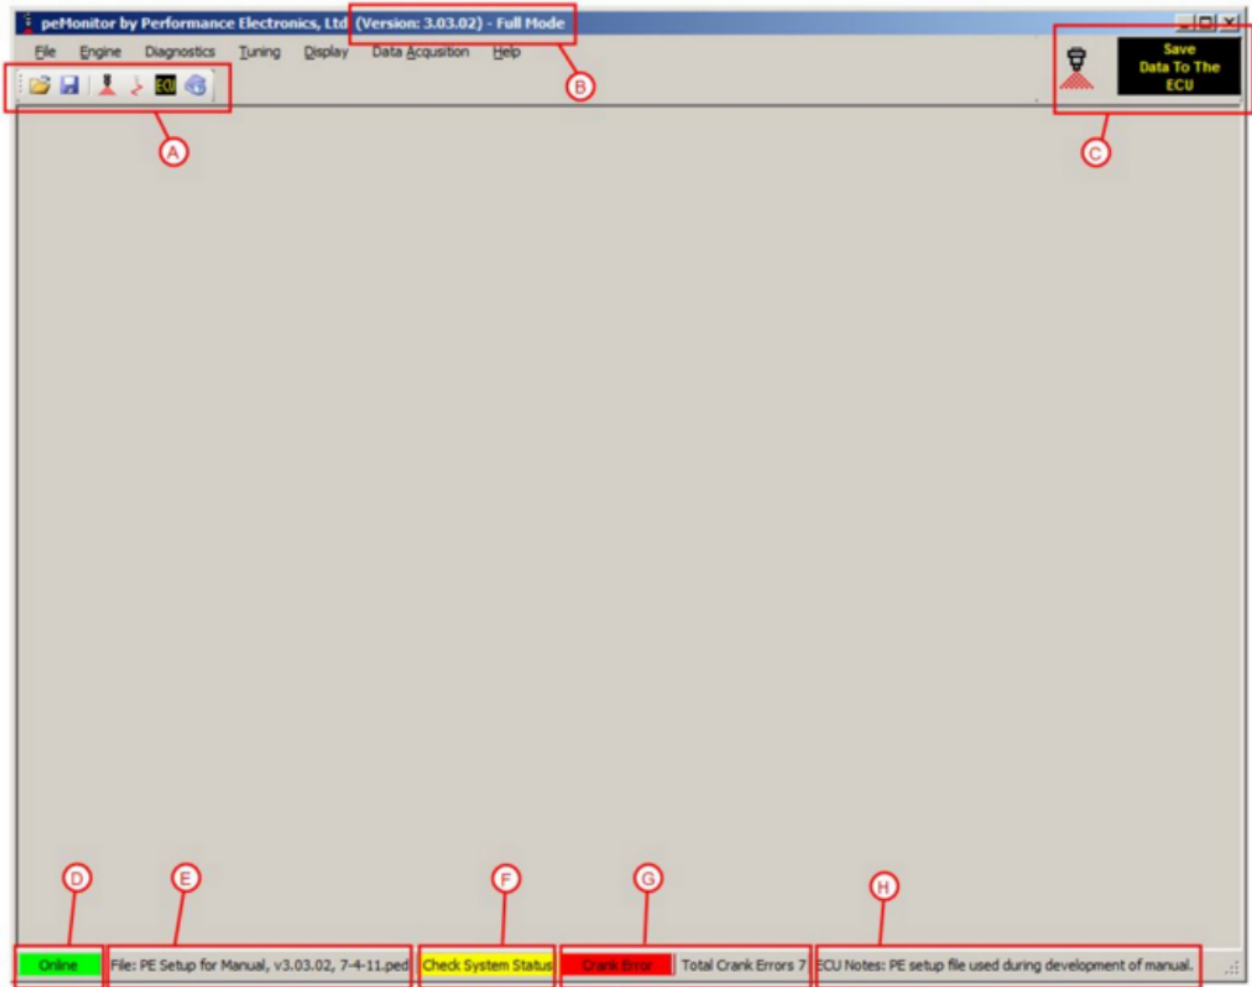 peMonitor by Performance Electronics, Ltd (Version: 3.03.02) - Full Mode
File Engine Diagnostics Tuning Display Data Acqusition Help
Save
Data To The
ECU
ECU
B
A
C
D
E
F
G
H
Online File: PE Setup for Manual, v3.03.02, 7-4-11.ped Check System Status Crank Error Total Crank Errors 7 ECU Notes: PE setup file used during development of manual.